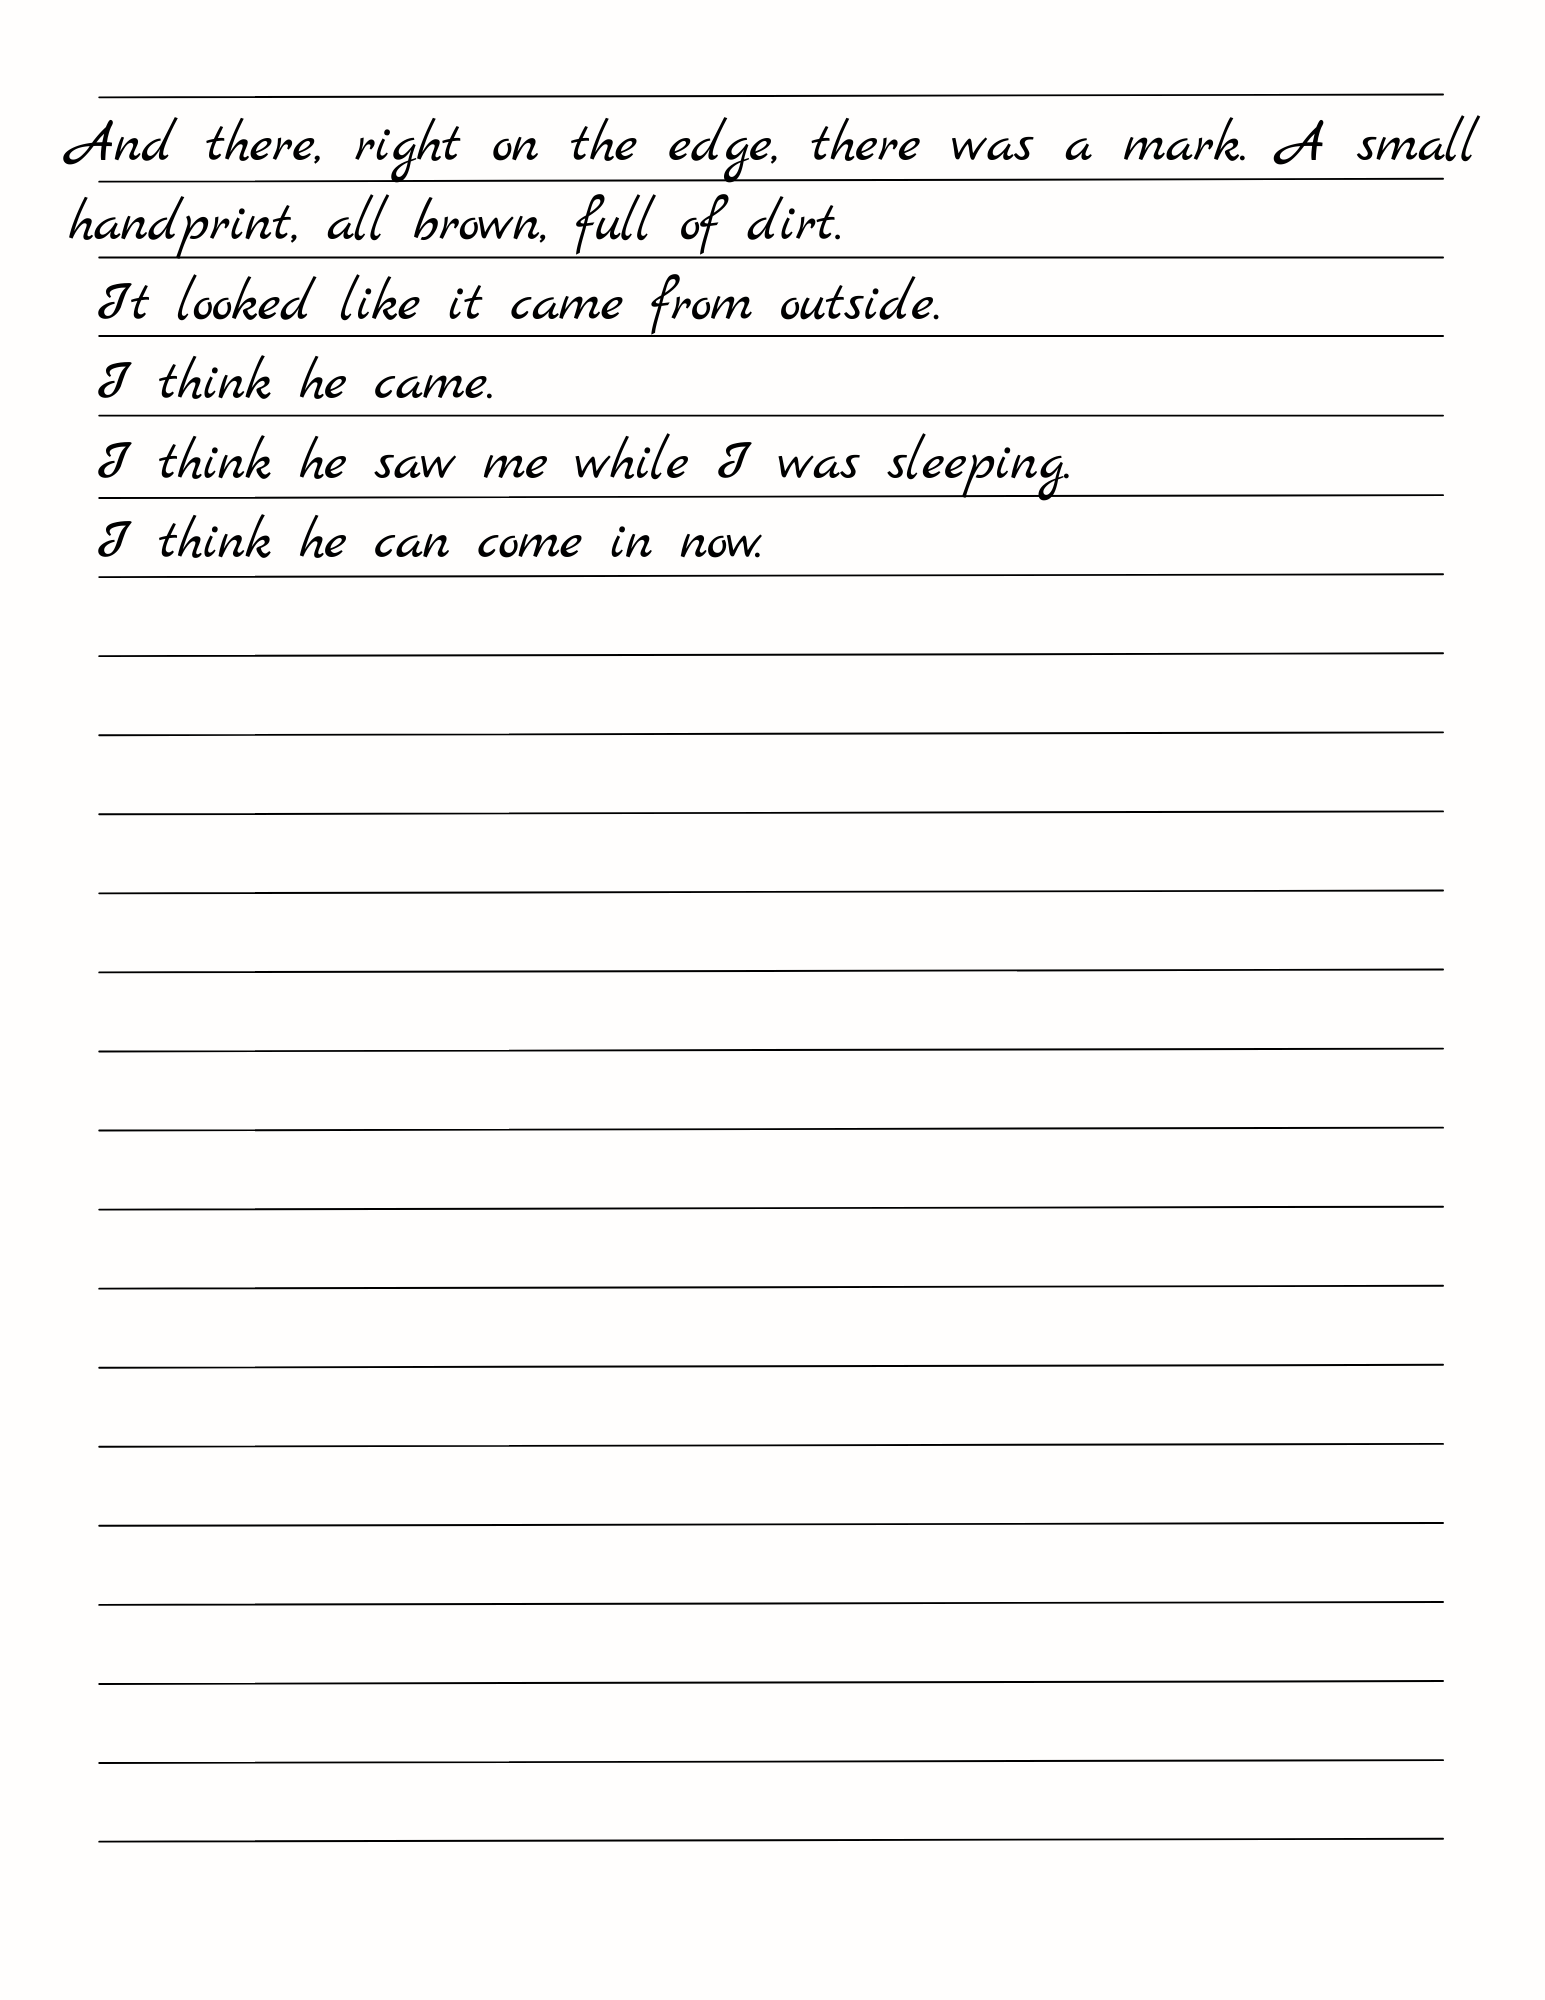 And there, right on the edge, there was a mark. A small
handprint, all brown, full of dirt.
It looked like it came from outside.
I think he came.
I think he saw me while I was sleeping.
I think he can come in now.